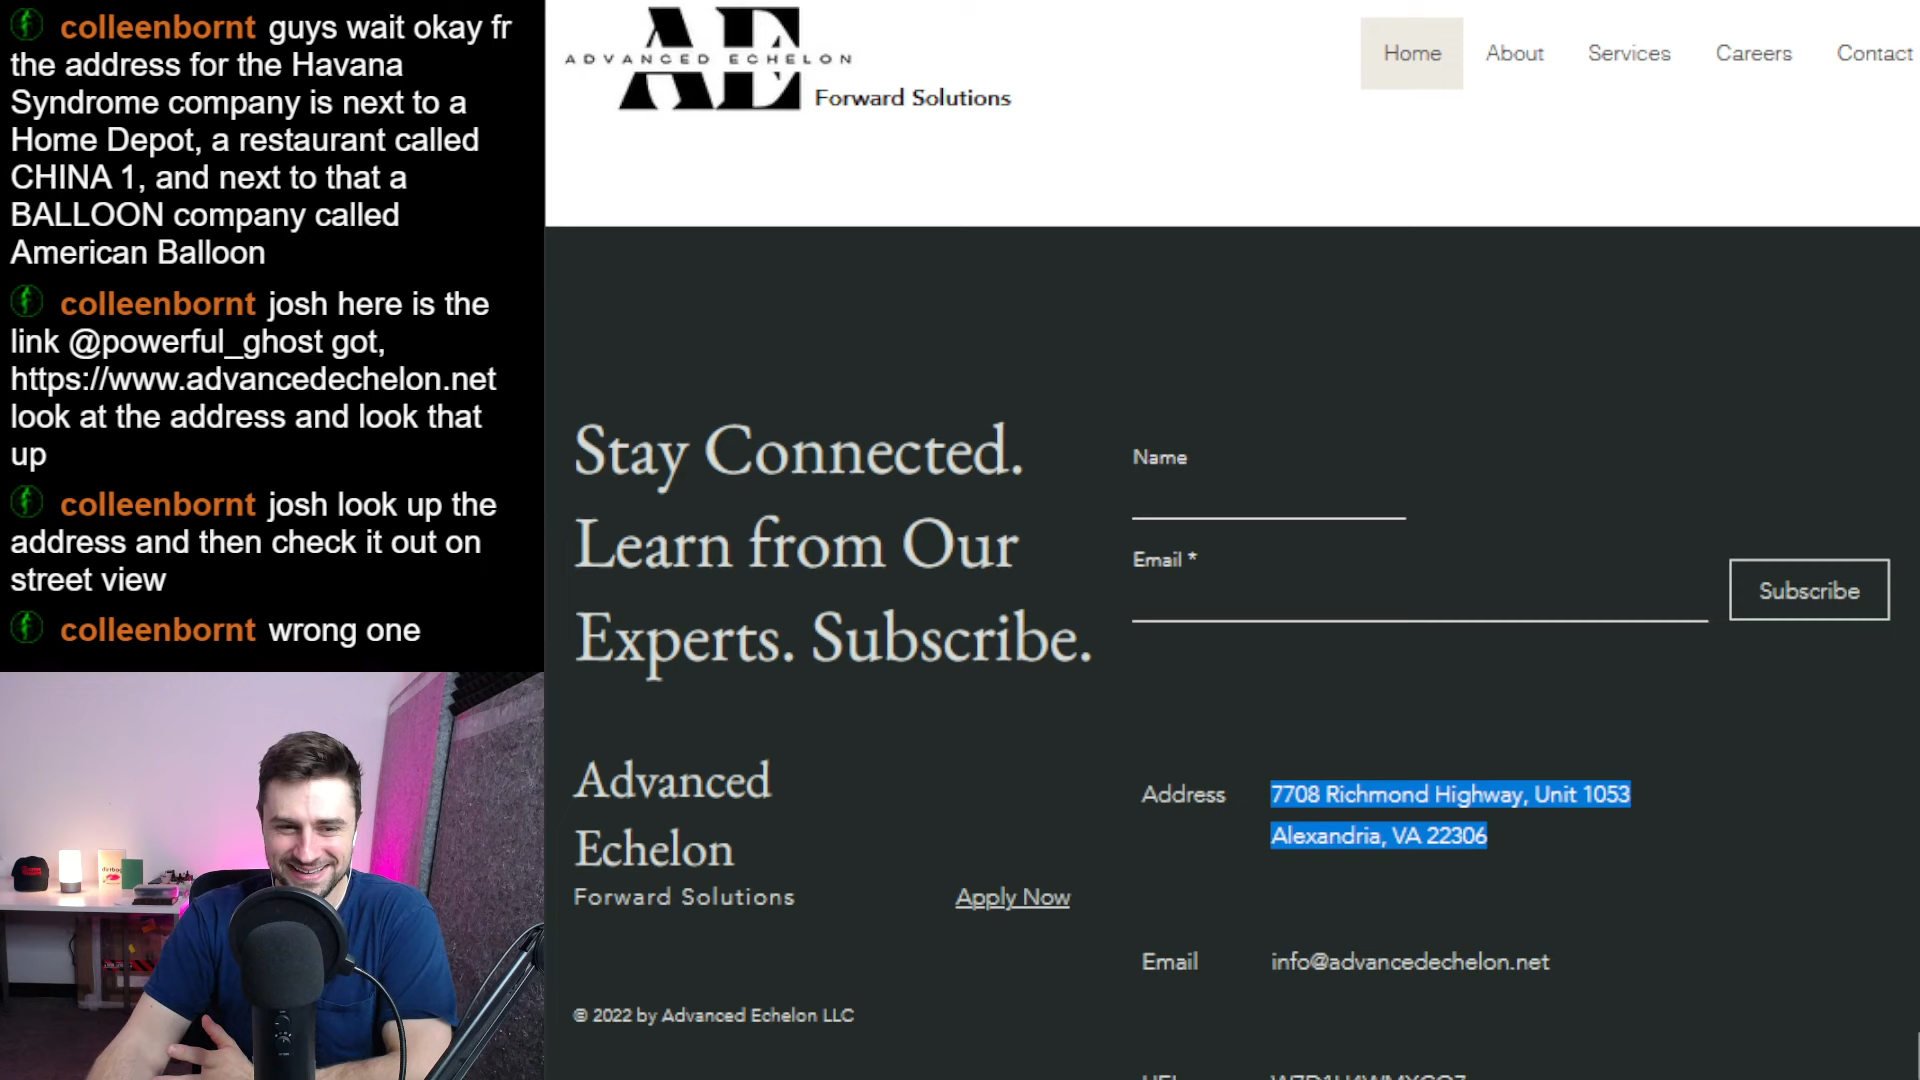 colleenbornt guys wait okay fr
the address for the Havana
Syndrome company is next to a
Home Depot, a restaurant called
CHINA 1, and next to that a
BALLOON company called
American Balloon
colleenbornt josh here is the
link @powerful_ghost got,
https://www.advancedechelon.net
look at the address and look that
up
colleenbornt josh look up the
address and then check it out on
street view
colleenbornt wrong one
AE
ADVANCED ECHELON
Forward Solutions
Home About Services Careers Contact
Stay Connected.
Learn from Our
Experts. Subscribe.
Name
Email *
Subscribe
Advanced
Echelon
Forward Solutions
Apply Now
Address 7708 Richmond Highway, Unit 1053
Alexandria, VA 22306
Email info@advancedechelon.net
© 2022 by Advanced Echelon LLC